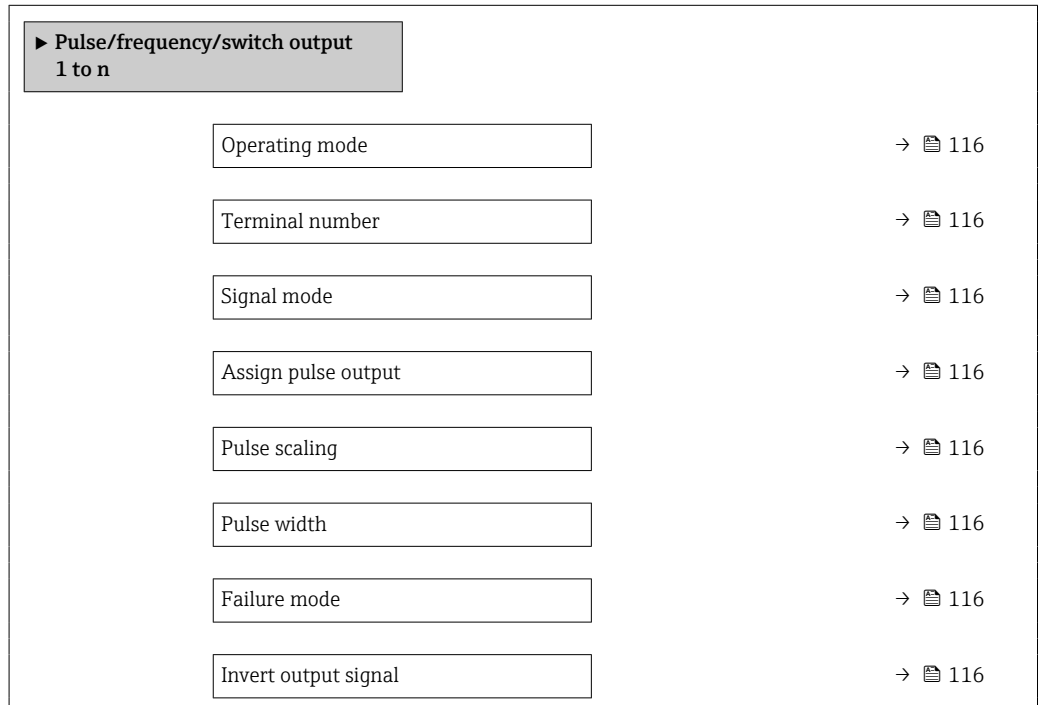 ▶ Pulse/frequency/switch output
1 to n
Operating mode → 116
Terminal number → 116
Signal mode → 116
Assign pulse output → 116
Pulse scaling → 116
Pulse width → 116
Failure mode → 116
Invert output signal → 116